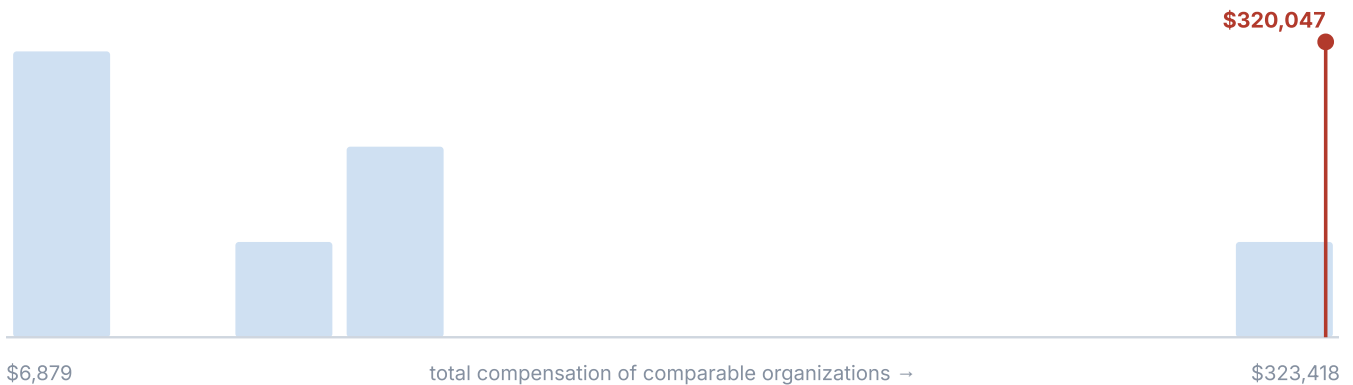 $320,047
$6,879
total compensation of comparable organizations →
$323,418